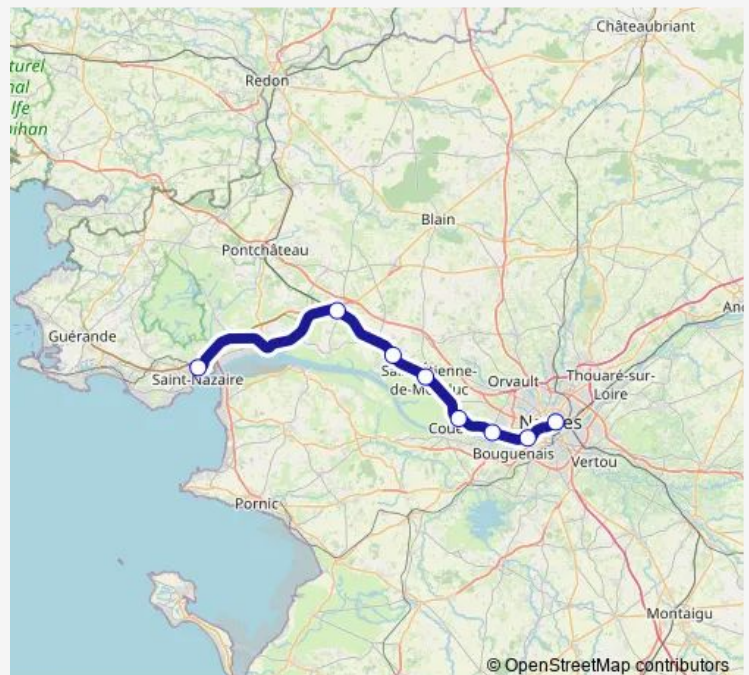 Châteaubriant
turel
nal
lfe
ihan
Redon
Blain
Pontchâteau
Guérande
Saint-Nazaire
Orvault
Thouaré-sur-
Loire
Bouguenais
Vertou
Pornic
Montaigu
© OpenStreetMap contributors